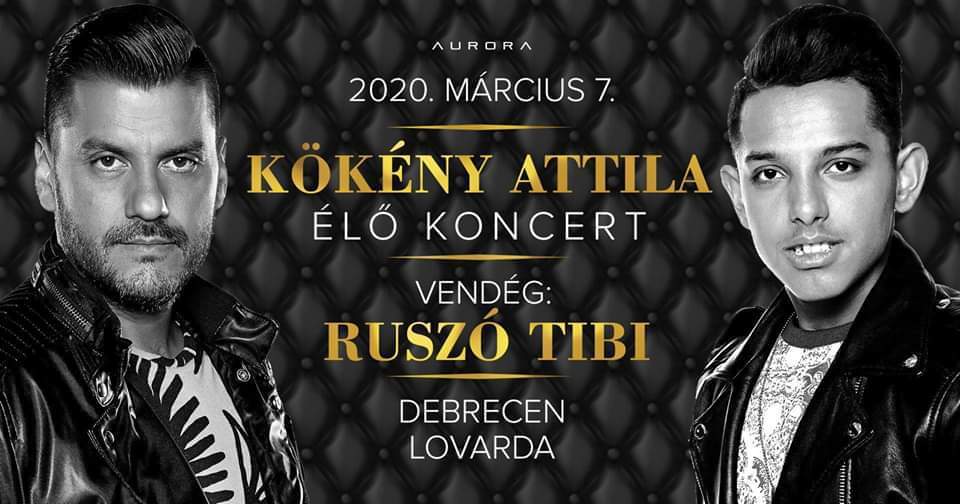 AURORA
2020. MÁRCIUS 7.
KÖKÉNY ATTILA
ÉLŐ KONCERT
VENDÉG:
RUSZÓ TIBI
DEBRECEN
LOVARDA